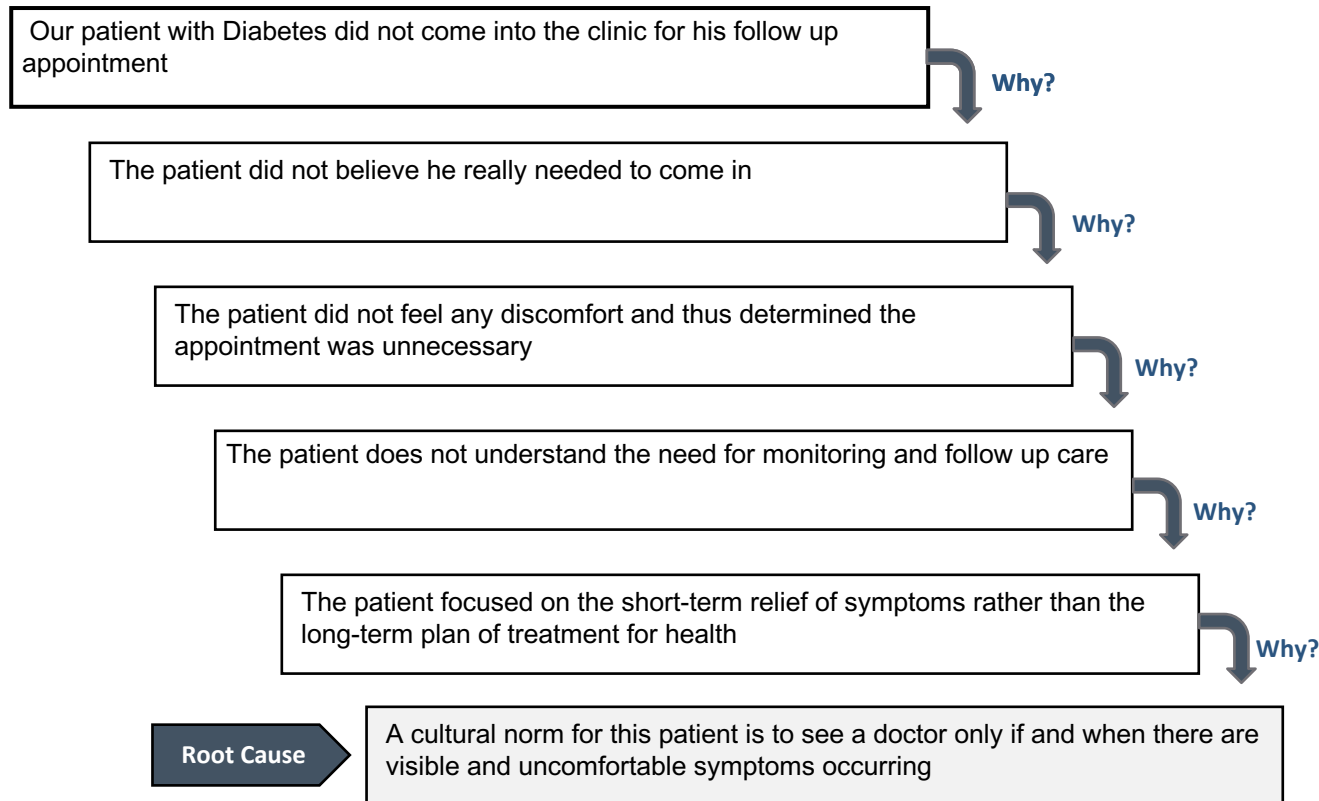 Our patient with Diabetes did not come into the clinic for his follow up
appointment
Why?
The patient did not believe he really needed to come in
Why?
The patient did not feel any discomfort and thus determined the
appointment was unnecessary
Why?
The patient does not understand the need for monitoring and follow up care
Why?
The patient focused on the short-term relief of symptoms rather than the
long-term plan of treatment for health
Why?
Root Cause
A cultural norm for this patient is to see a doctor only if and when there are
visible and uncomfortable symptoms occurring